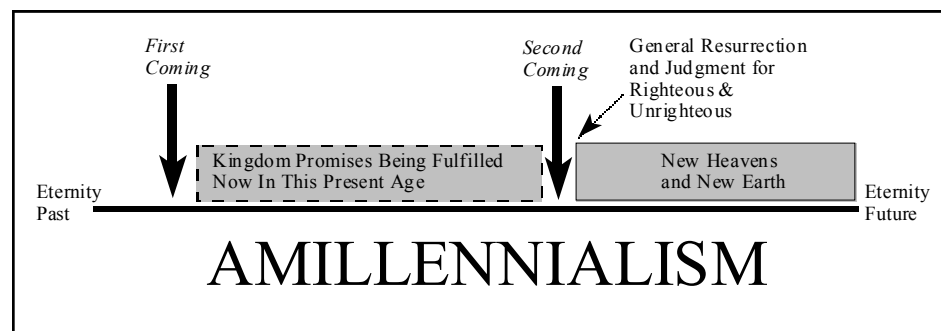 First
Coming
Second
Coming
General Resurrection
and Judgment for
Righteous &
Unrighteous
Kingdom Promises Being Fulfilled
Now In This Present Age
New Heavens
and New Earth
Eternity
Past
Eternity
Future
AMILLENNIALISM